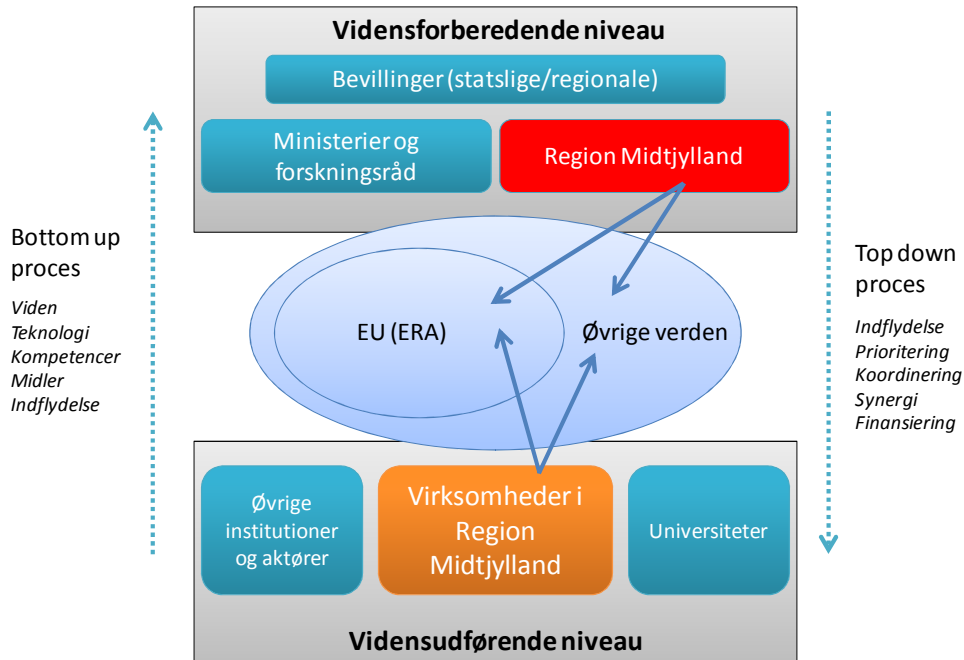 Vidensforberedende niveau
Bevillinger (statslige/regionale)
Ministerier og
forskningsråd
Region Midtjylland
Bottom up
proces
Viden
Teknologi
Kompetencer
Midler
Indflydelse
EU (ERA)
Øvrige verden
Top down
proces
Indflydelse
Prioritering
Koordinering
Synergi
Finansiering
Øvrige
institutioner
og aktører
Virksomheder i
Region
Midtjylland
Universiteter
Vidensudførende niveau